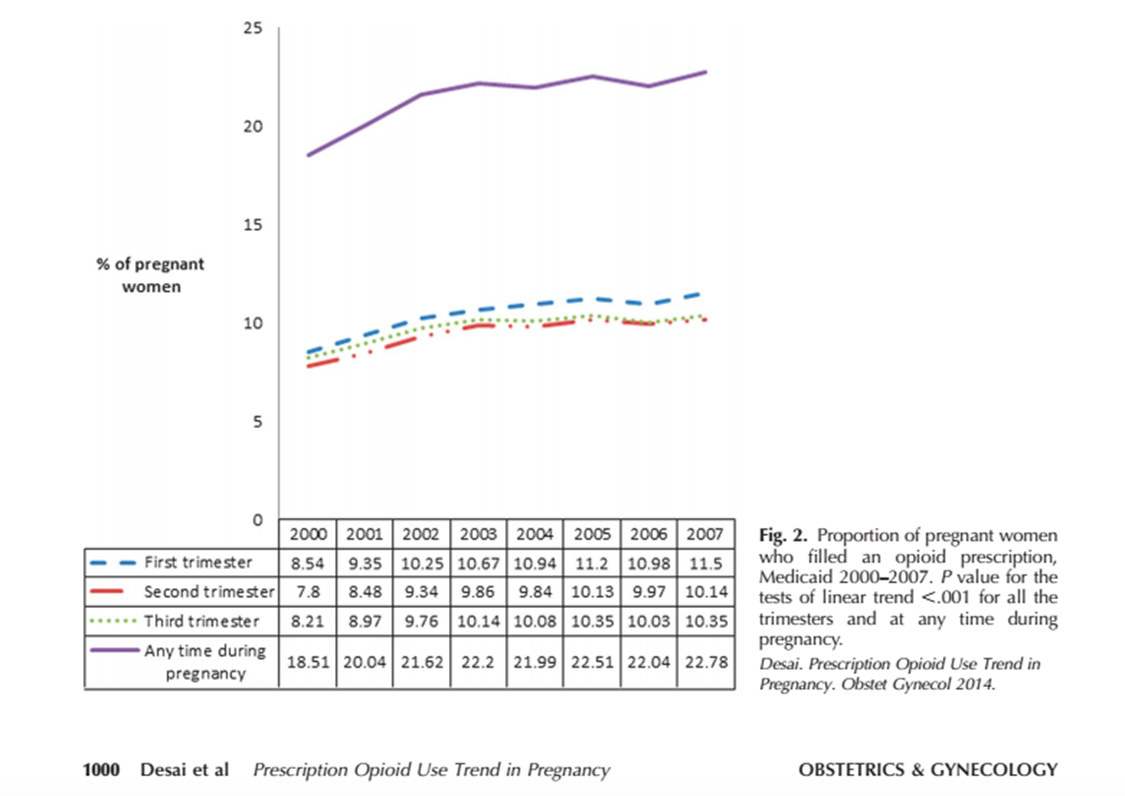 25
20
15
% of pregnant
women
10
5
0
2000 2001 2002 2003 2004 2005 2006 2007
First trimester 8.54 9.35 10.25 10.67 10.94 11.2 10.98 11.5
Second trimester 7.8 8.48 9.34 9.86 9.84 10.13 9.97 10.14
Third trimester 8.21 8.97 9.76 10.14 10.08 10.35 10.03 10.35
Any time during
pregnancy 18.51 20.04 21.62 22.2 21.99 22.51 22.04 22.78
Fig. 2. Proportion of pregnant women
who filled an opioid prescription,
Medicaid 2000–2007. P value for the
tests of linear trend <.001 for all the
trimesters and at any time during
pregnancy.
Desai. Prescription Opioid Use Trend in
Pregnancy. Obstet Gynecol 2014.
1000 Desai et al Prescription Opioid Use Trend in Pregnancy OBSTETRICS & GYNECOLOGY